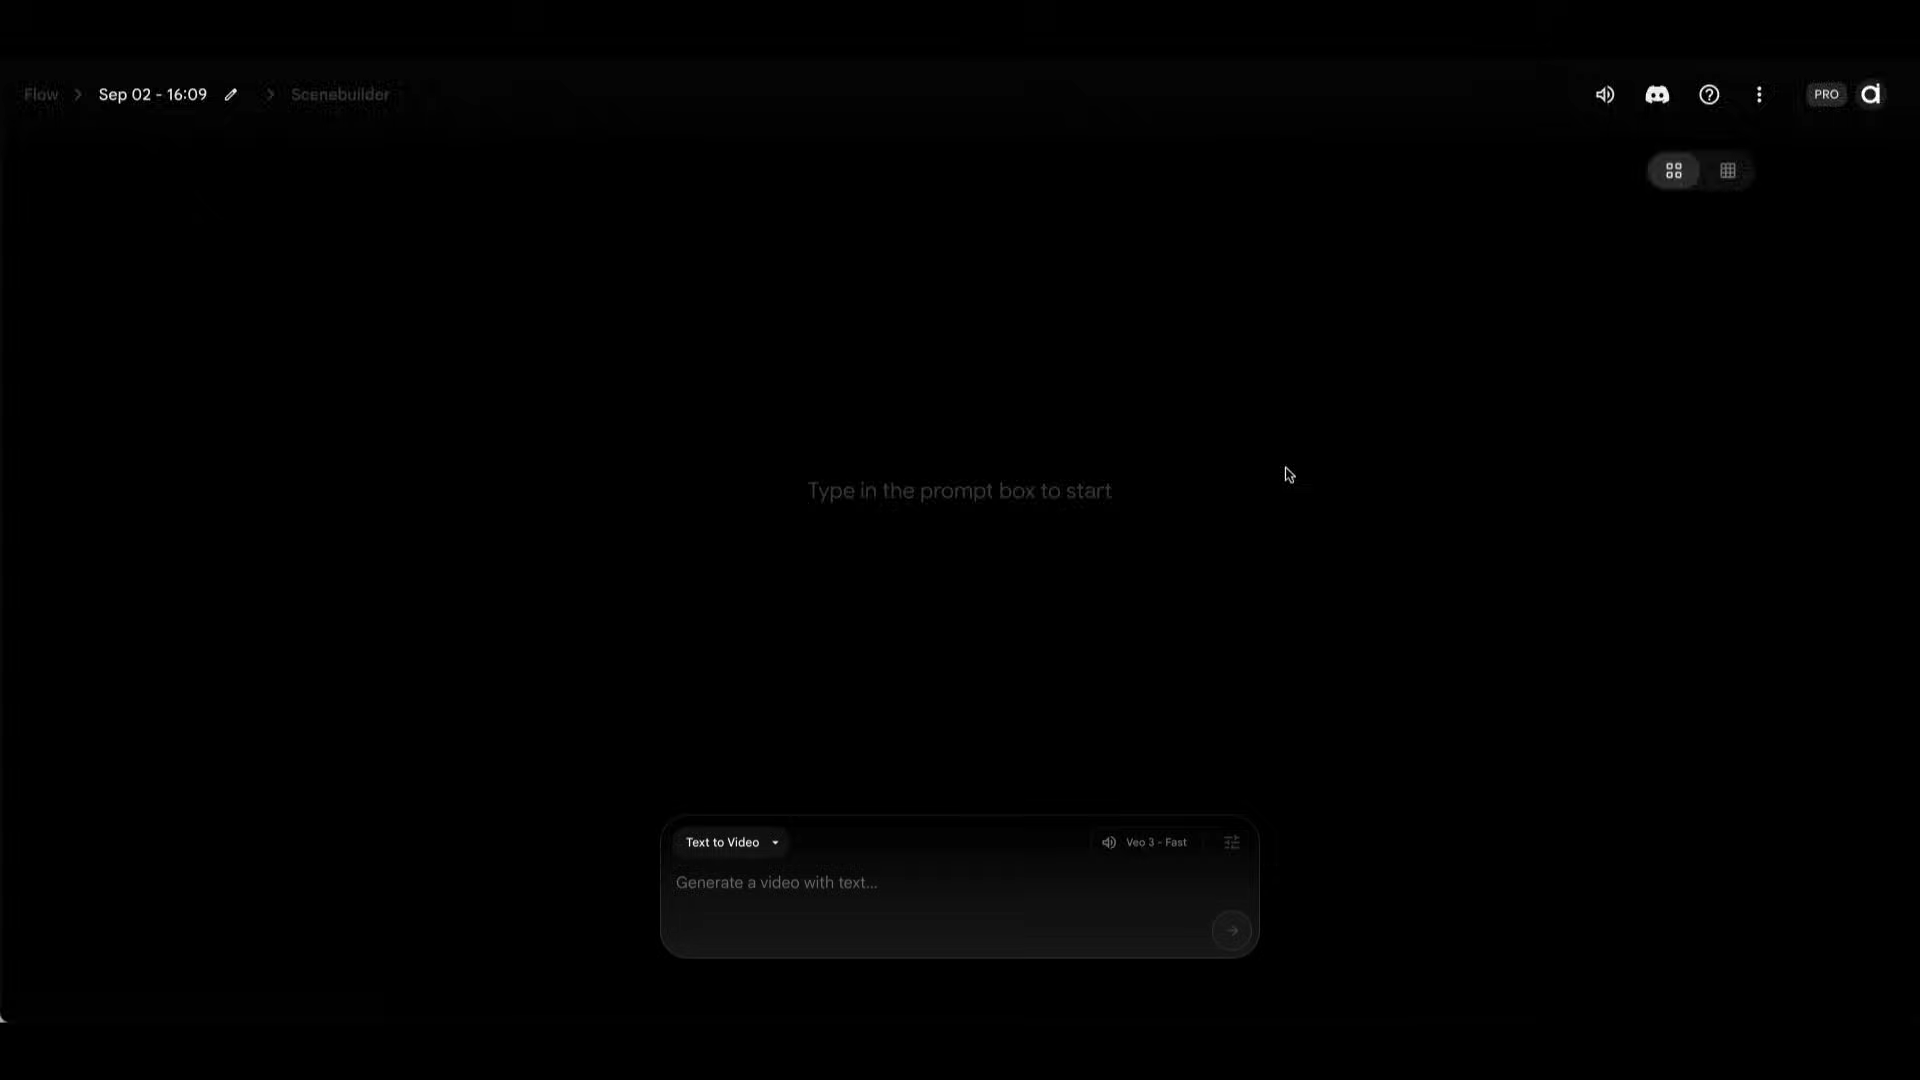 Flow > Sep 02 - 16:09 > Scenebuilder
PRO
Type in the prompt box to start
Text to Video
Veo 3 - Fast
Generate a video with text...